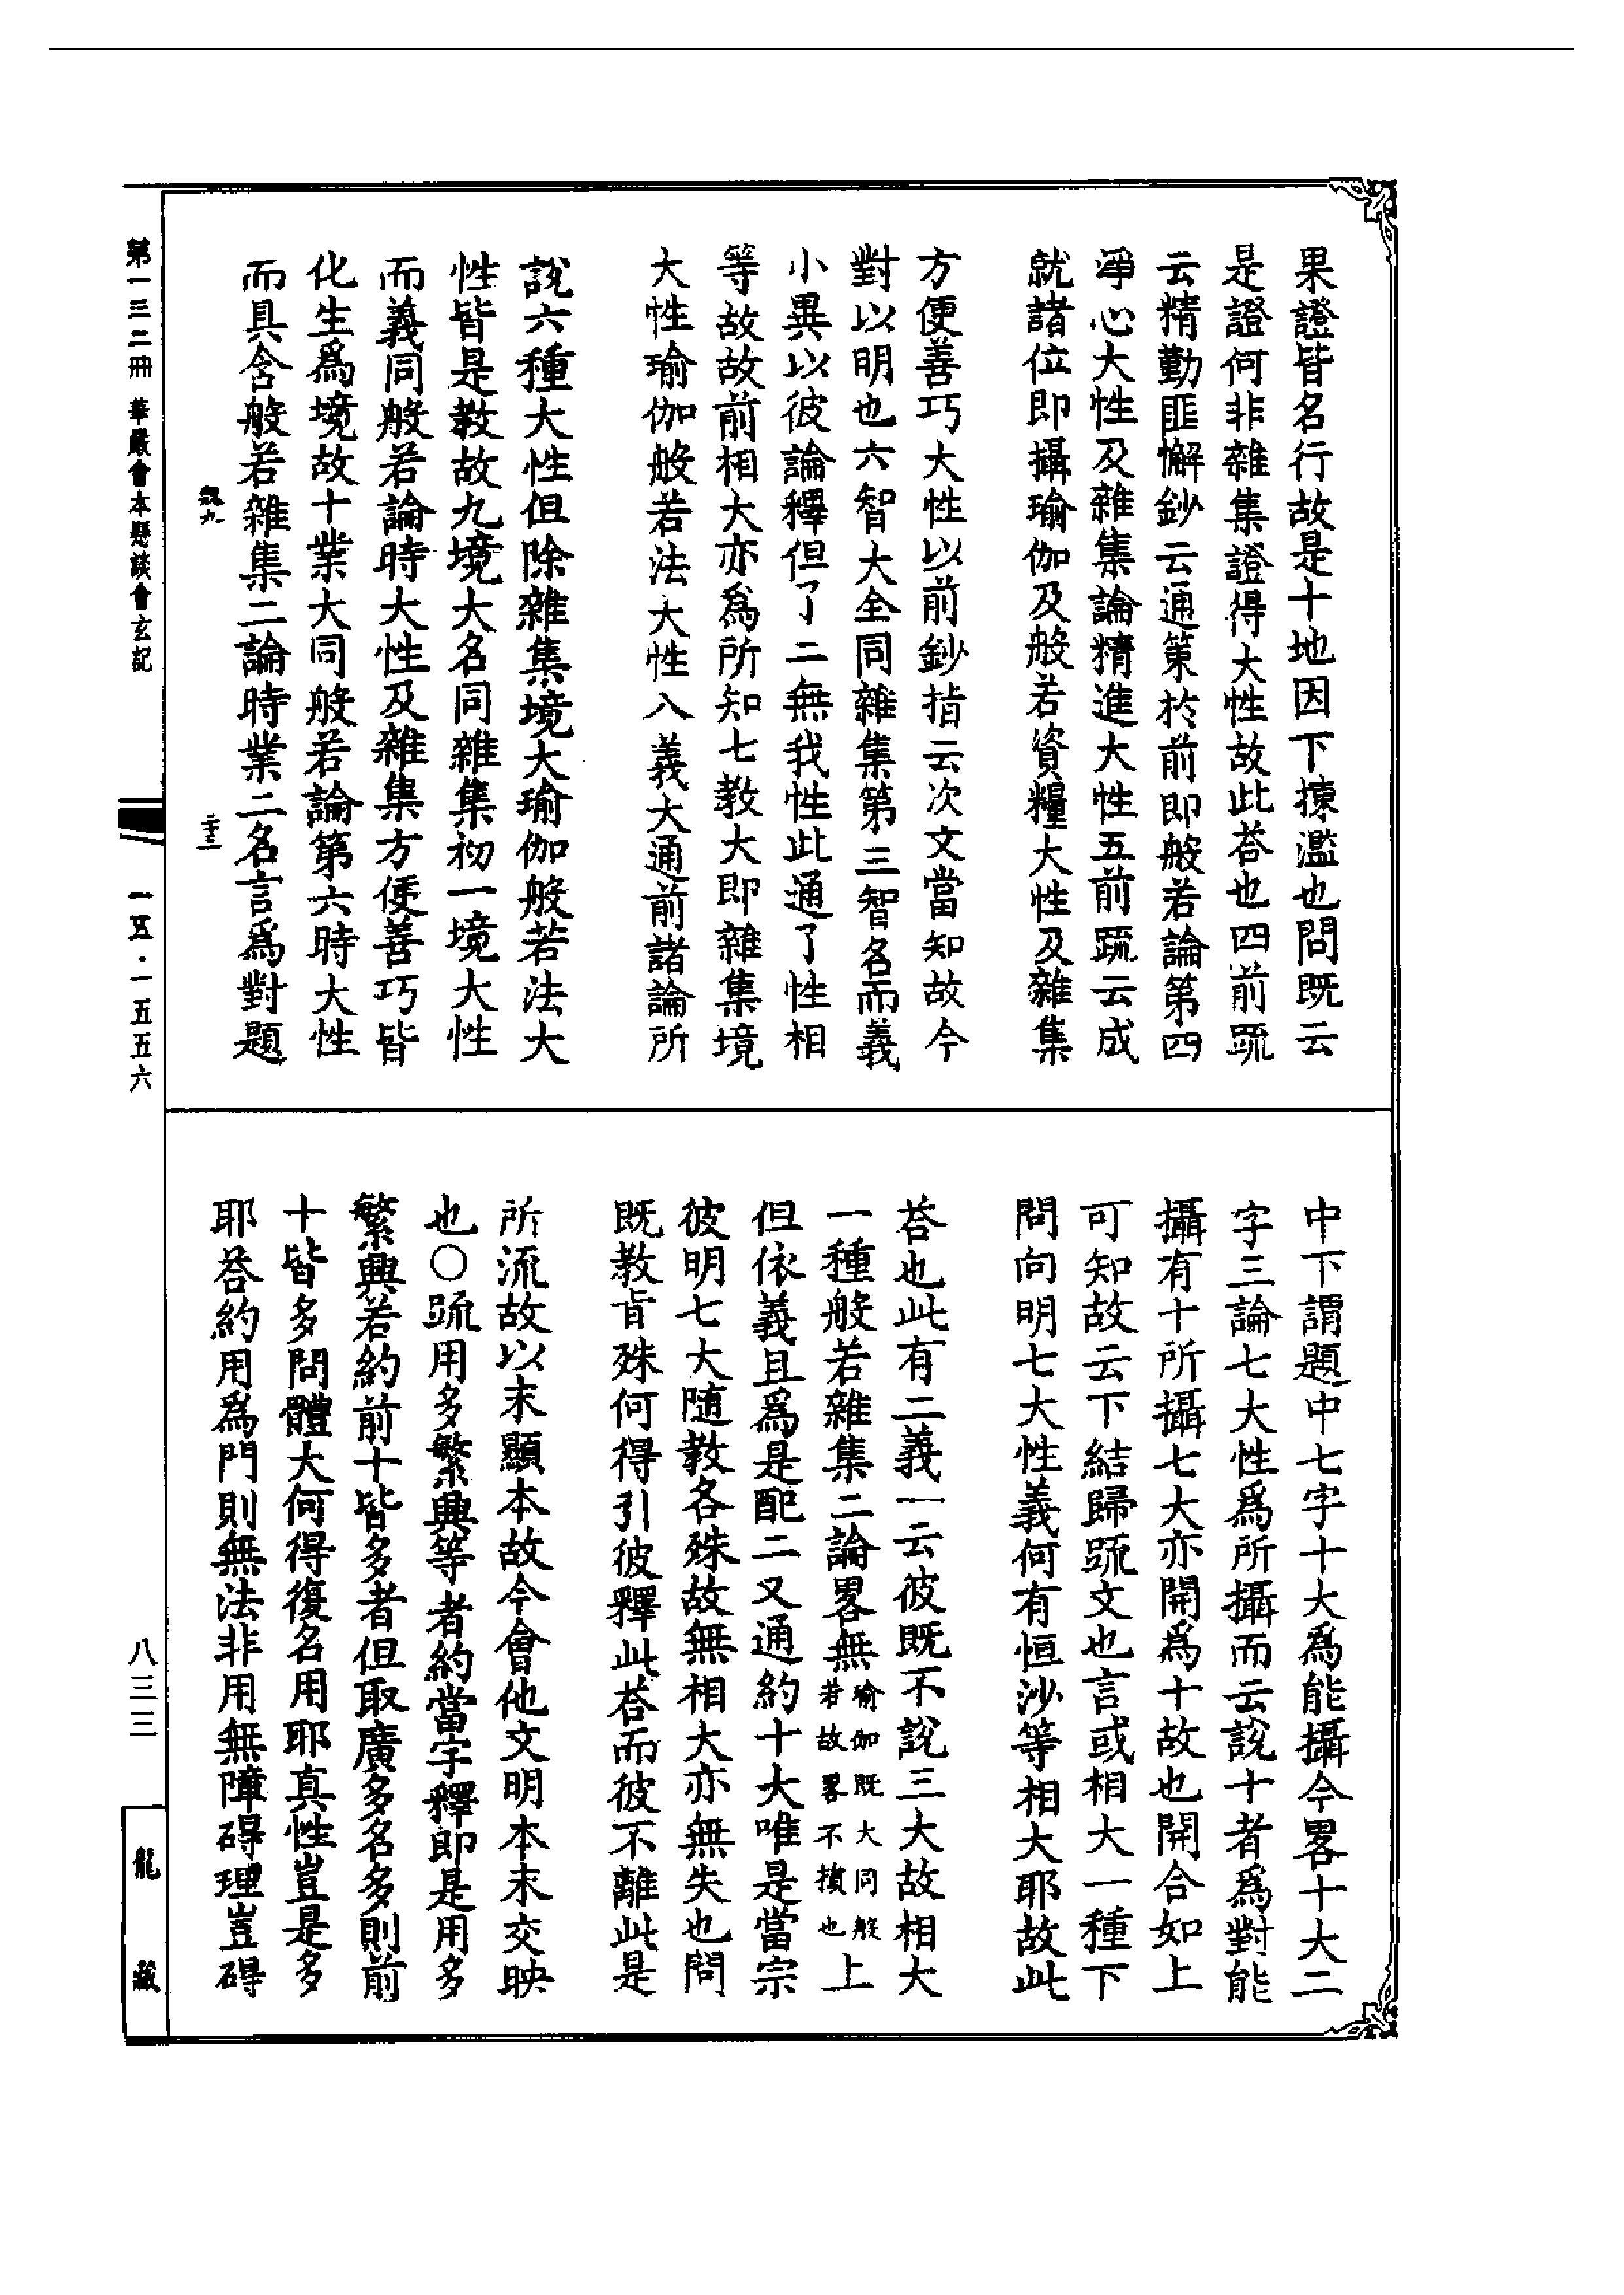 果證皆名行故是十地因下揀濫也問既云
是證何非雜集證得大性故此荅也四前䟽
云精勤匪懈鈔云通䇿於前即般若論第四
淨心大性及雜集論精進大性五前䟽云成
就諸位即攝瑜伽及般若資糧大性及雜集
方便善巧大性以前鈔指云次文當知故今
對以明也六智大全同雜集第三智名而義
小異以彼論釋但了二無我性此通了性相
等故故前相大亦爲所知七教大即雜集境
大性瑜伽般若法大性八義大通前諸論所
說六種大性但除雜集境大瑜伽般若法大
性皆是教故九境大名同雜集初一境大性
而義同般若論時大性及雜集方便善巧皆
化生爲境故十業大同般若論第六時大性
而具含般若雜集二論時業二名言爲對題
中下謂題中七字十大爲能攝今畧十大二
字三論七大性爲所攝而云說十者爲對能
攝有十所攝七大亦開爲十故也開合如上
可知故云下結歸䟽文也言或相大一種下
問向明七大性義何有恒沙等相大耶故此
荅也此有二義一云彼既不說三大故相大
一種般若雜集二論畧無瑜伽既大同般若故畧不損也上
但依義且爲是配二又通約十大唯是當宗
彼明七大隨教各殊故無相大亦無失也問
既教旨殊何得引彼釋此荅而彼不離此是
所流故以末顯本故今會他文明本末交映
也○䟽用多繁興等者約當字釋即是用多
繁興若約前十皆多者但取廣多名多則前
十皆多問體大何得復名用耶真性豈是多
耶荅約用爲門則無法非用無障碍理豈碍
第一三二冊 華嚴會本懸談會玄記
一五·一五五六
八三三
龍藏